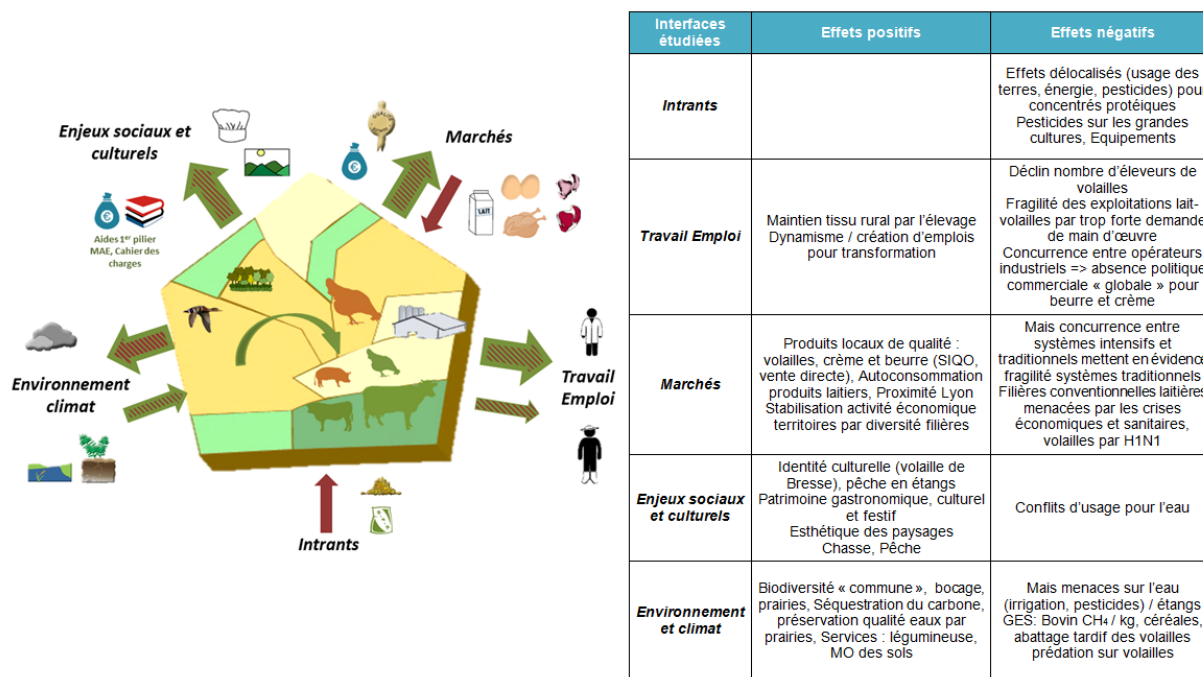 Enjeux sociaux et
culturels
Marchés
QUALITE
LAIT
Aides 1er pilier
MAE, Cahier des
charges
Environnement
climat
Travail
Emploi
Intrants
Interfaces
étudiées
Effets positifs
Effets négatifs
Intrants
Effets délocalisés (usage des
terres, énergie, pesticides) pour
concentrés protéiques
Pesticides sur les grandes
cultures, Equipements
Travail Emploi
Maintien tissu rural par l'élevage
Dynamisme / création d'emplois
pour transformation
Déclin nombre d'éleveurs de
volailles
Fragilité des exploitations lait-
volailles par trop forte demande
de main d'œuvre
Concurrence entre opérateurs
industriels => absence politique
commerciale « globale » pour
beurre et crème
Marchés
Produits locaux de qualité :
volailles, crème et beurre (SIQO,
vente directe), Autoconsommation
produits laitiers, Proximité Lyon
Stabilisation activité économique
territoires par diversité filières
Mais concurrence entre
systèmes intensifs et
traditionnels mettent en évidence
fragilité systèmes traditionnels
Filières conventionnelles laitières
menacées par les crises
économiques et sanitaires,
volailles par H1N1
Enjeux sociaux
et culturels
Identité culturelle (volaille de
Bresse), pêche en étangs
Patrimoine gastronomique, culturel
et festif
Esthétique des paysages
Chasse, Pêche
Conflits d'usage pour l'eau
Environnement
et climat
Biodiversité « commune », bocage,
prairies, Séquestration du carbone,
préservation qualité eaux par
prairies, Services : légumineuse,
MO des sols
Mais menaces sur l'eau
(irrigation, pesticides) / étangs
GES: Bovin CH4 / kg, céréales,
abattage tardif des volailles
prédation sur volailles